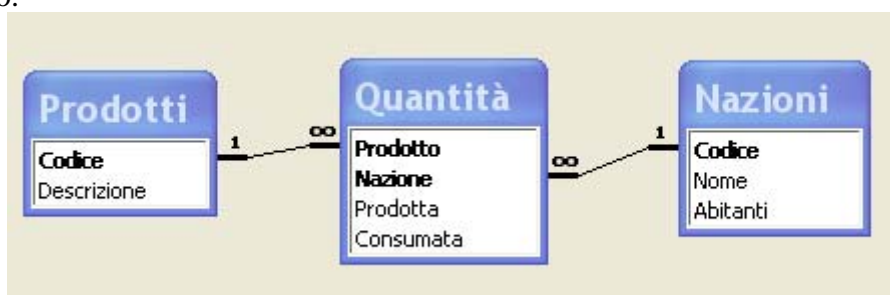 Prodotti
Codice
Descrizione
1
∞
Quantità
Prodotto
Nazione
Prodotta
Consumata
∞
1
Nazioni
Codice
Nome
Abitanti